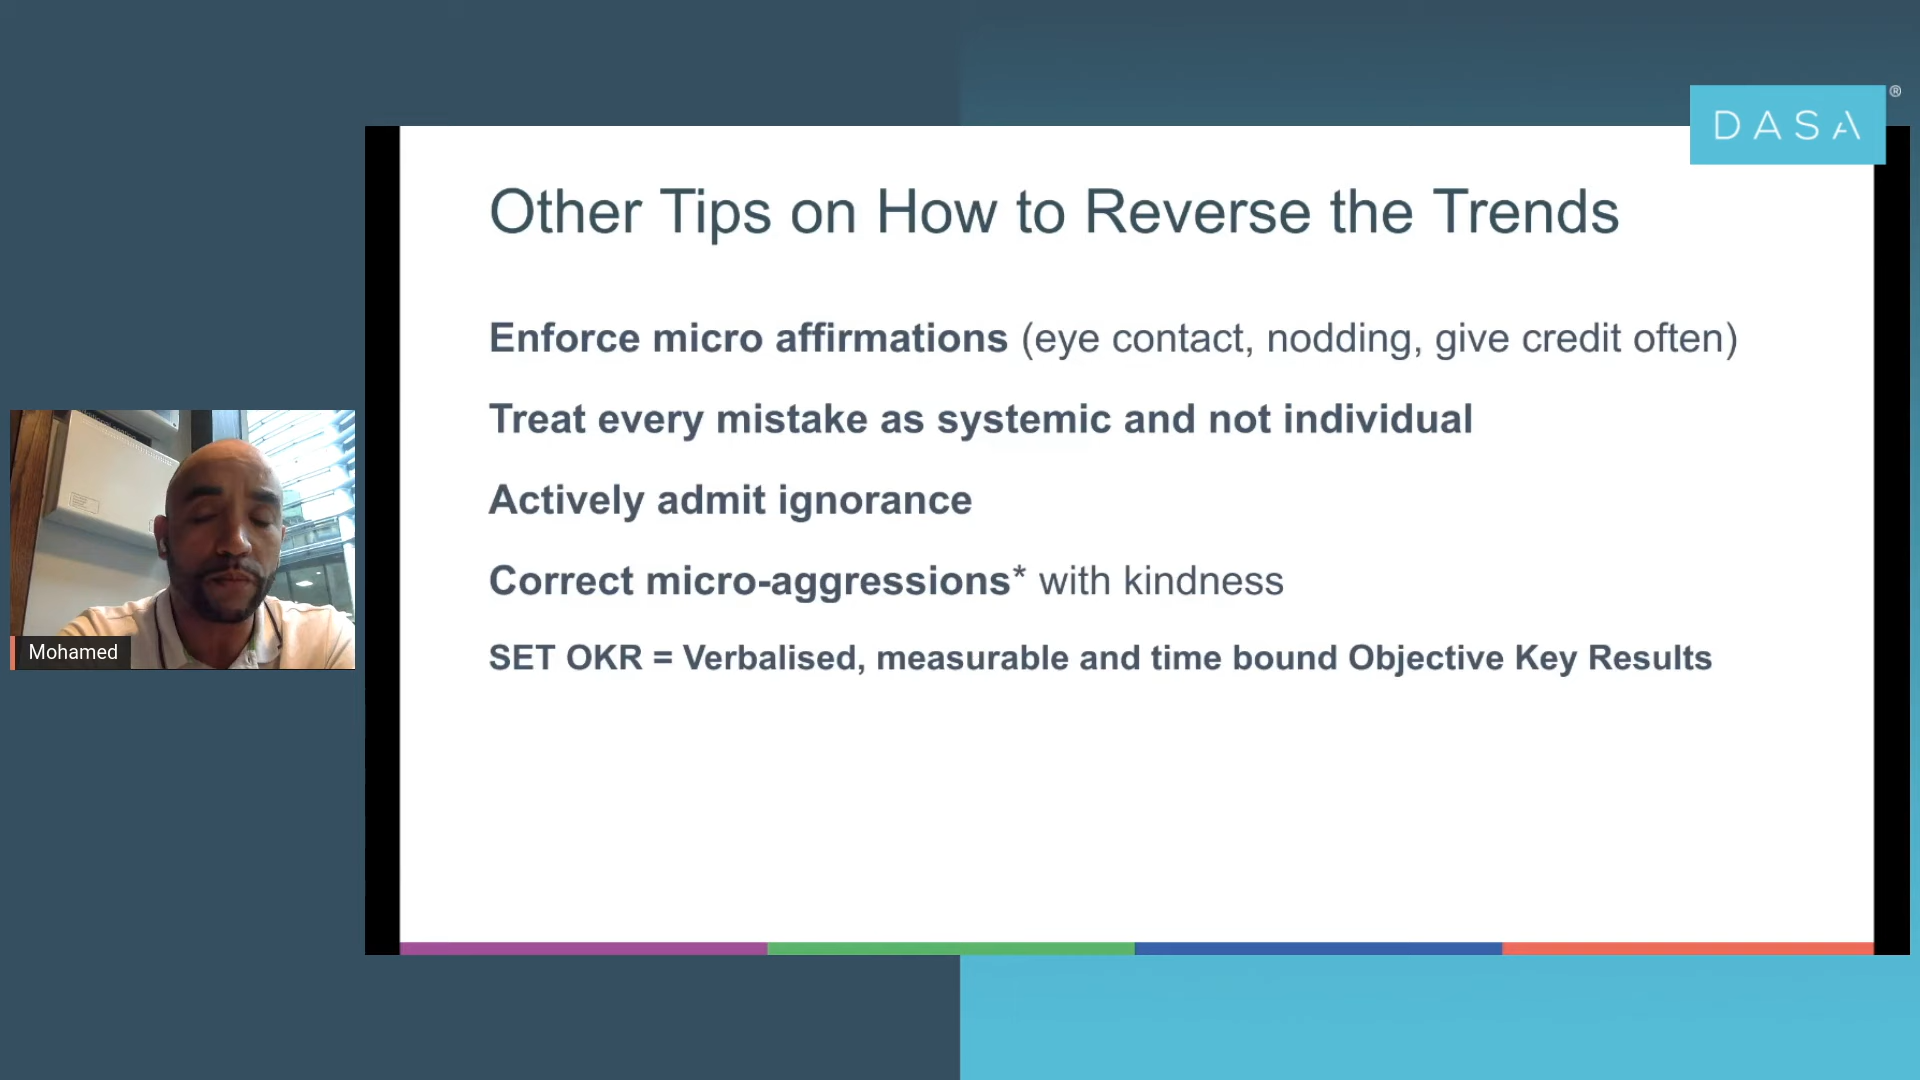 DASA®
Other Tips on How to Reverse the Trends
Enforce micro affirmations (eye contact, nodding, give credit often)
Treat every mistake as systemic and not individual
Actively admit ignorance
Correct micro-aggressions* with kindness
SET OKR = Verbalised, measurable and time bound Objective Key Results
Mohamed